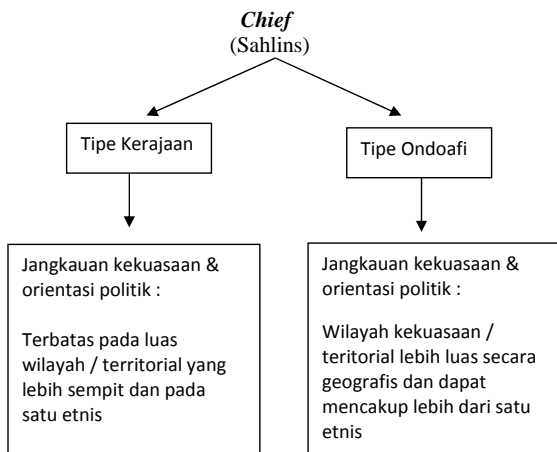 Chief
(Sahlins)
Tipe Kerajaan
Tipe Ondoafi
Jangkauan kekuasaan &
orientasi politik :
Terbatas pada luas
wilayah / territorial yang
lebih sempit dan pada
satu etnis
Jangkauan kekuasaan &
orientasi politik :
Wilayah kekuasaan /
teritorial lebih luas secara
geografis dan dapat
mencakup lebih dari satu
etnis